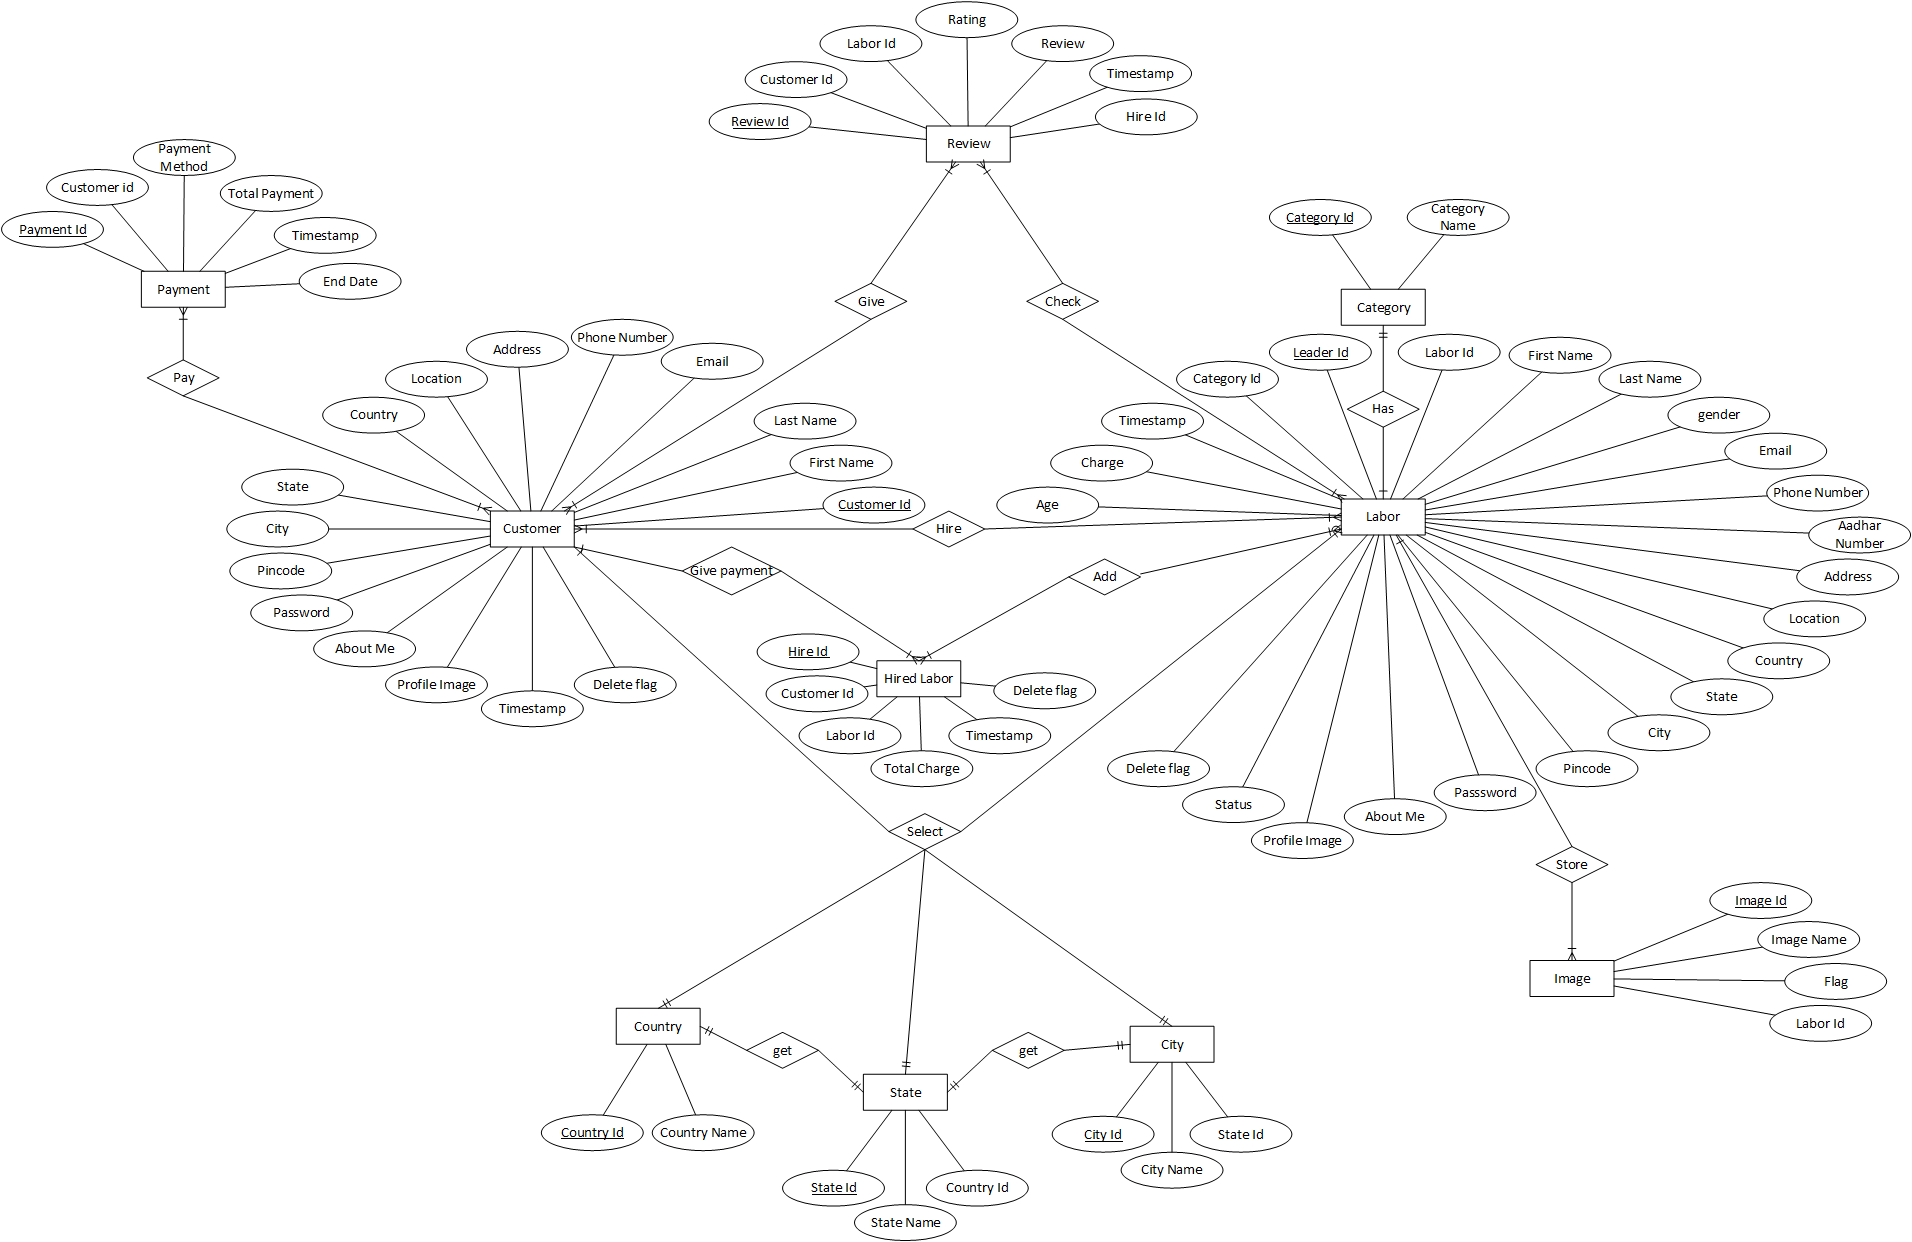 Rating
Labor Id
Review
Customer Id
Timestamp
Review Id
Hire Id
Review
Payment
Method
Customer id
Total Payment
Payment Id
Timestamp
End Date
Payment
Category Id
Category
Name
Give
Check
Category
Pay
Phone Number
Address
Email
Location
Country
Last Name
First Name
Customer Id
State
City
Pincode
Password
About Me
Profile Image
Timestamp
Delete flag
Customer
Leader Id
Labor Id
First Name
Category Id
Last Name
Has
Timestamp
gender
Charge
Email
Age
Phone Number
Labor
Aadhar
Number
Address
Location
Country
State
City
Pincode
Passsword
About Me
Profile Image
Status
Delete flag
Hire
Give payment
Add
Hire Id
Hired Labor
Customer Id
Delete flag
Labor Id
Timestamp
Total Charge
Select
Store
Image Id
Image Name
Image
Flag
Labor Id
Country
get
get
City
State
Country Id
Country Name
City Id
State Id
City Name
State Id
Country Id
State Name